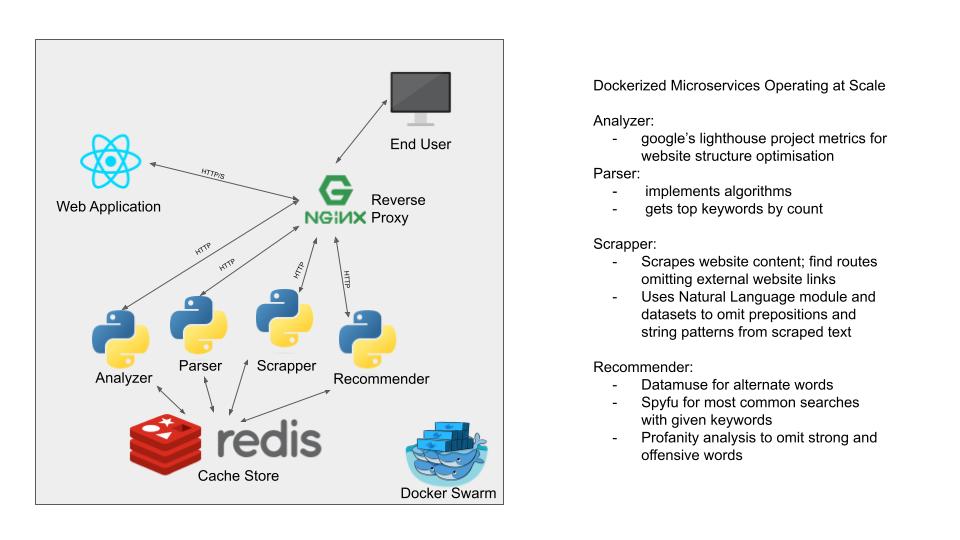 End User
HTTP/S
Web Application
NGiNX
Reverse
Proxy
HTTP
HTTP
HTTP
HTTP
Analyzer
Parser
Scrapper
Recommender
redis
Cache Store
Docker Swarm
Dockerized Microservices Operating at Scale
Analyzer:
- google's lighthouse project metrics for
website structure optimisation
Parser:
- implements algorithms
- gets top keywords by count
Scrapper:
- Scrapes website content; find routes
omitting external website links
- Uses Natural Language module and
datasets to omit prepositions and
string patterns from scraped text
Recommender:
- Datamuse for alternate words
- Spyfu for most common searches
with given keywords
- Profanity analysis to omit strong and
offensive words